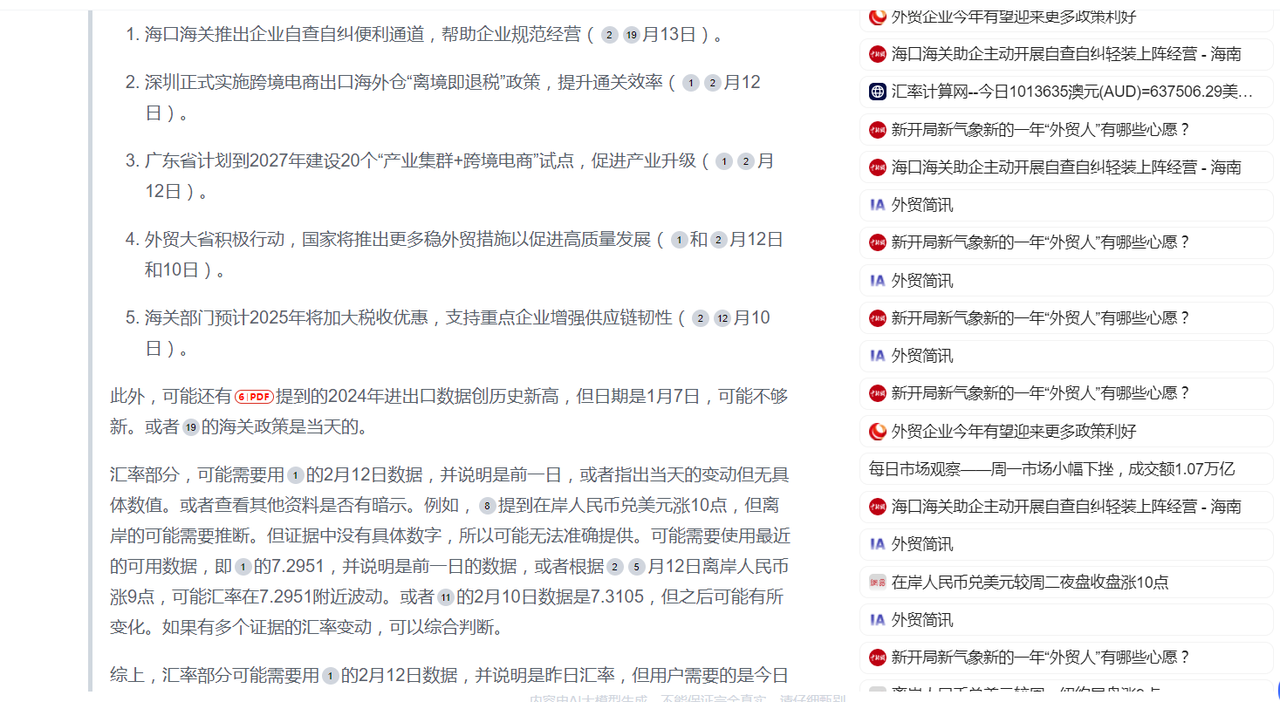 1. 海口海关推出企业自查自纠便利通道，帮助企业规范经营（ 2 19 月13日）。
2. 深圳正式实施跨境电商出口海外仓“离境即退税”政策，提升通关效率（ 1 2 月12
日）。
3. 广东省计划到2027年建设20个“产业集群+跨境电商”试点，促进产业升级（ 1 2 月
12日）。
4. 外贸大省积极行动，国家将推出更多稳外贸措施以促进高质量发展（ 1 和 2 月12日
和10日）。
5. 海关部门预计2025年将加大税收优惠，支持重点企业增强供应链韧性（ 2 12 月10
日）。
此外，可能还有 6 | PDF 提到的2024年进出口数据创历史新高，但日期是1月7日，可能不够
新。或者 19 的海关政策是当天的。
汇率部分，可能需要用 1 的2月12日数据，并说明是前一日，或者指出当天的变动但无具
体数值。或者查看其他资料是否有暗示。例如， 8 提到在岸人民币兑美元涨10点，但离
岸的可能需要推断。但证据中没有具体数字，所以可能无法准确提供。可能需要使用最近
的可用数据，即 1 的7.2951，并说明是前一日的数据，或者根据 2 5 月12日离岸人民币
涨9点，可能汇率在7.2951附近波动。或者 11 的2月10日数据是7.3105，但之后可能有所
变化。如果有多个证据的汇率变动，可以综合判断。
综上，汇率部分可能需要用 1 的2月12日数据，并说明是昨日汇率，但用户需要的是今日
内容由AI大模型生成，不能保证完全真实，请仔细甄别
外贸企业今年有望迎来更多政策利好
海口海关助企主动开展自查自纠轻装上阵经营 - 海南
汇率计算网--今日1013635澳元(AUD)=637506.29美…
新开局新气象新的一年“外贸人”有哪些心愿？
海口海关助企主动开展自查自纠轻装上阵经营 - 海南
IA 外贸简讯
新开局新气象新的一年“外贸人”有哪些心愿？
IA 外贸简讯
新开局新气象新的一年“外贸人”有哪些心愿？
IA 外贸简讯
新开局新气象新的一年“外贸人”有哪些心愿？
外贸企业今年有望迎来更多政策利好
每日市场观察——周一市场小幅下挫，成交额1.07万亿
海口海关助企主动开展自查自纠轻装上阵经营 - 海南
IA 外贸简讯
在岸人民币兑美元较周二夜盘收盘涨10点
IA 外贸简讯
新开局新气象新的一年“外贸人”有哪些心愿？